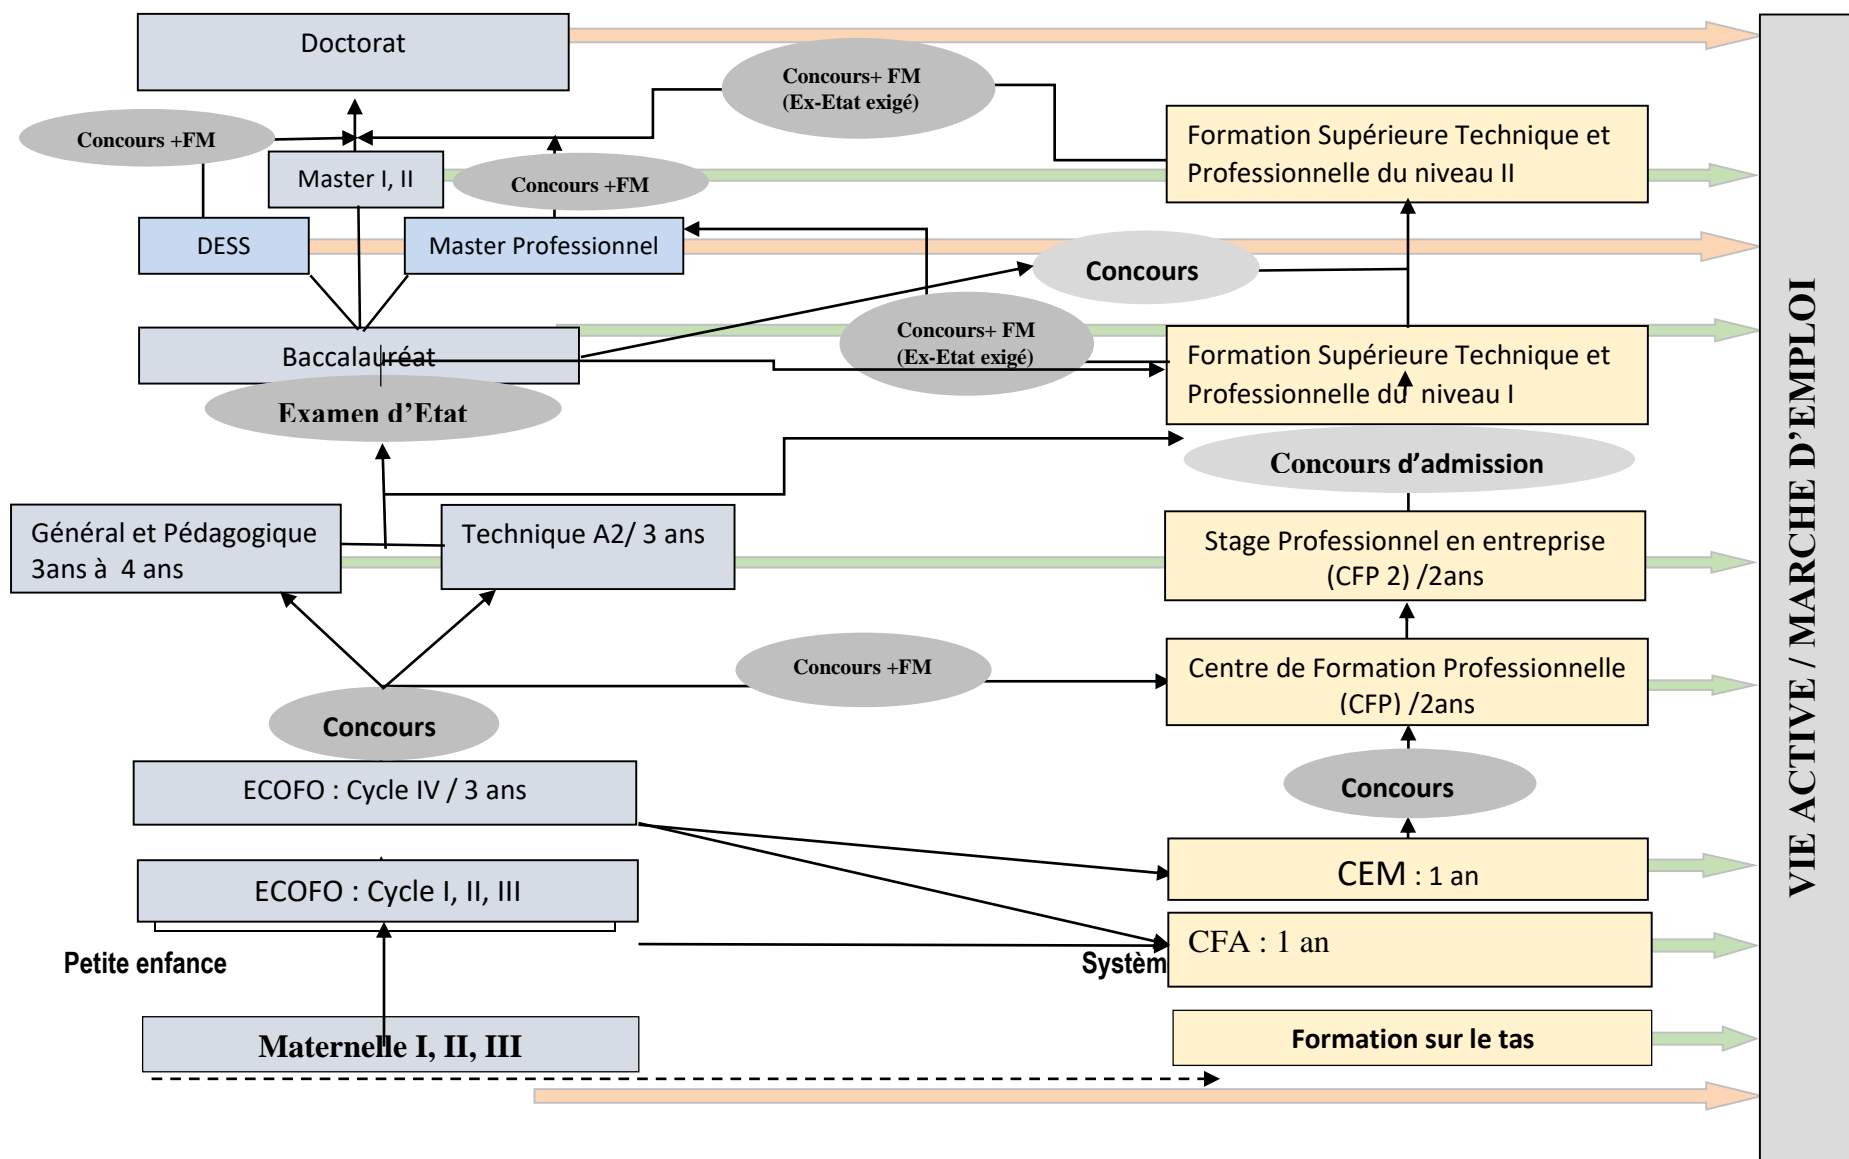 Doctorat
Concours+ FM
(Ex-Etat exigé)
Concours +FM
Formation Supérieure Technique et
Professionnelle du niveau II
Master I, II
Concours +FM
DESS
Master Professionnel
Concours
Concours+ FM
(Ex-Etat exigé)
Baccalauréat
Formation Supérieure Technique et
Professionnelle du niveau I
Examen d'Etat
Concours d'admission
Général et Pédagogique
3ans à 4 ans
Technique A2/ 3 ans
Stage Professionnel en entreprise
(CFP 2) /2ans
Concours +FM
Centre de Formation Professionnelle
(CFP) /2ans
Concours
ECOFO : Cycle IV / 3 ans
Concours
ECOFO : Cycle I, II, III
CEM : 1 an
CFA : 1 an
Petite enfance
Systèm
Maternelle I, II, III
Formation sur le tas
VIE ACTIVE / MARCHE D'EMPLOI